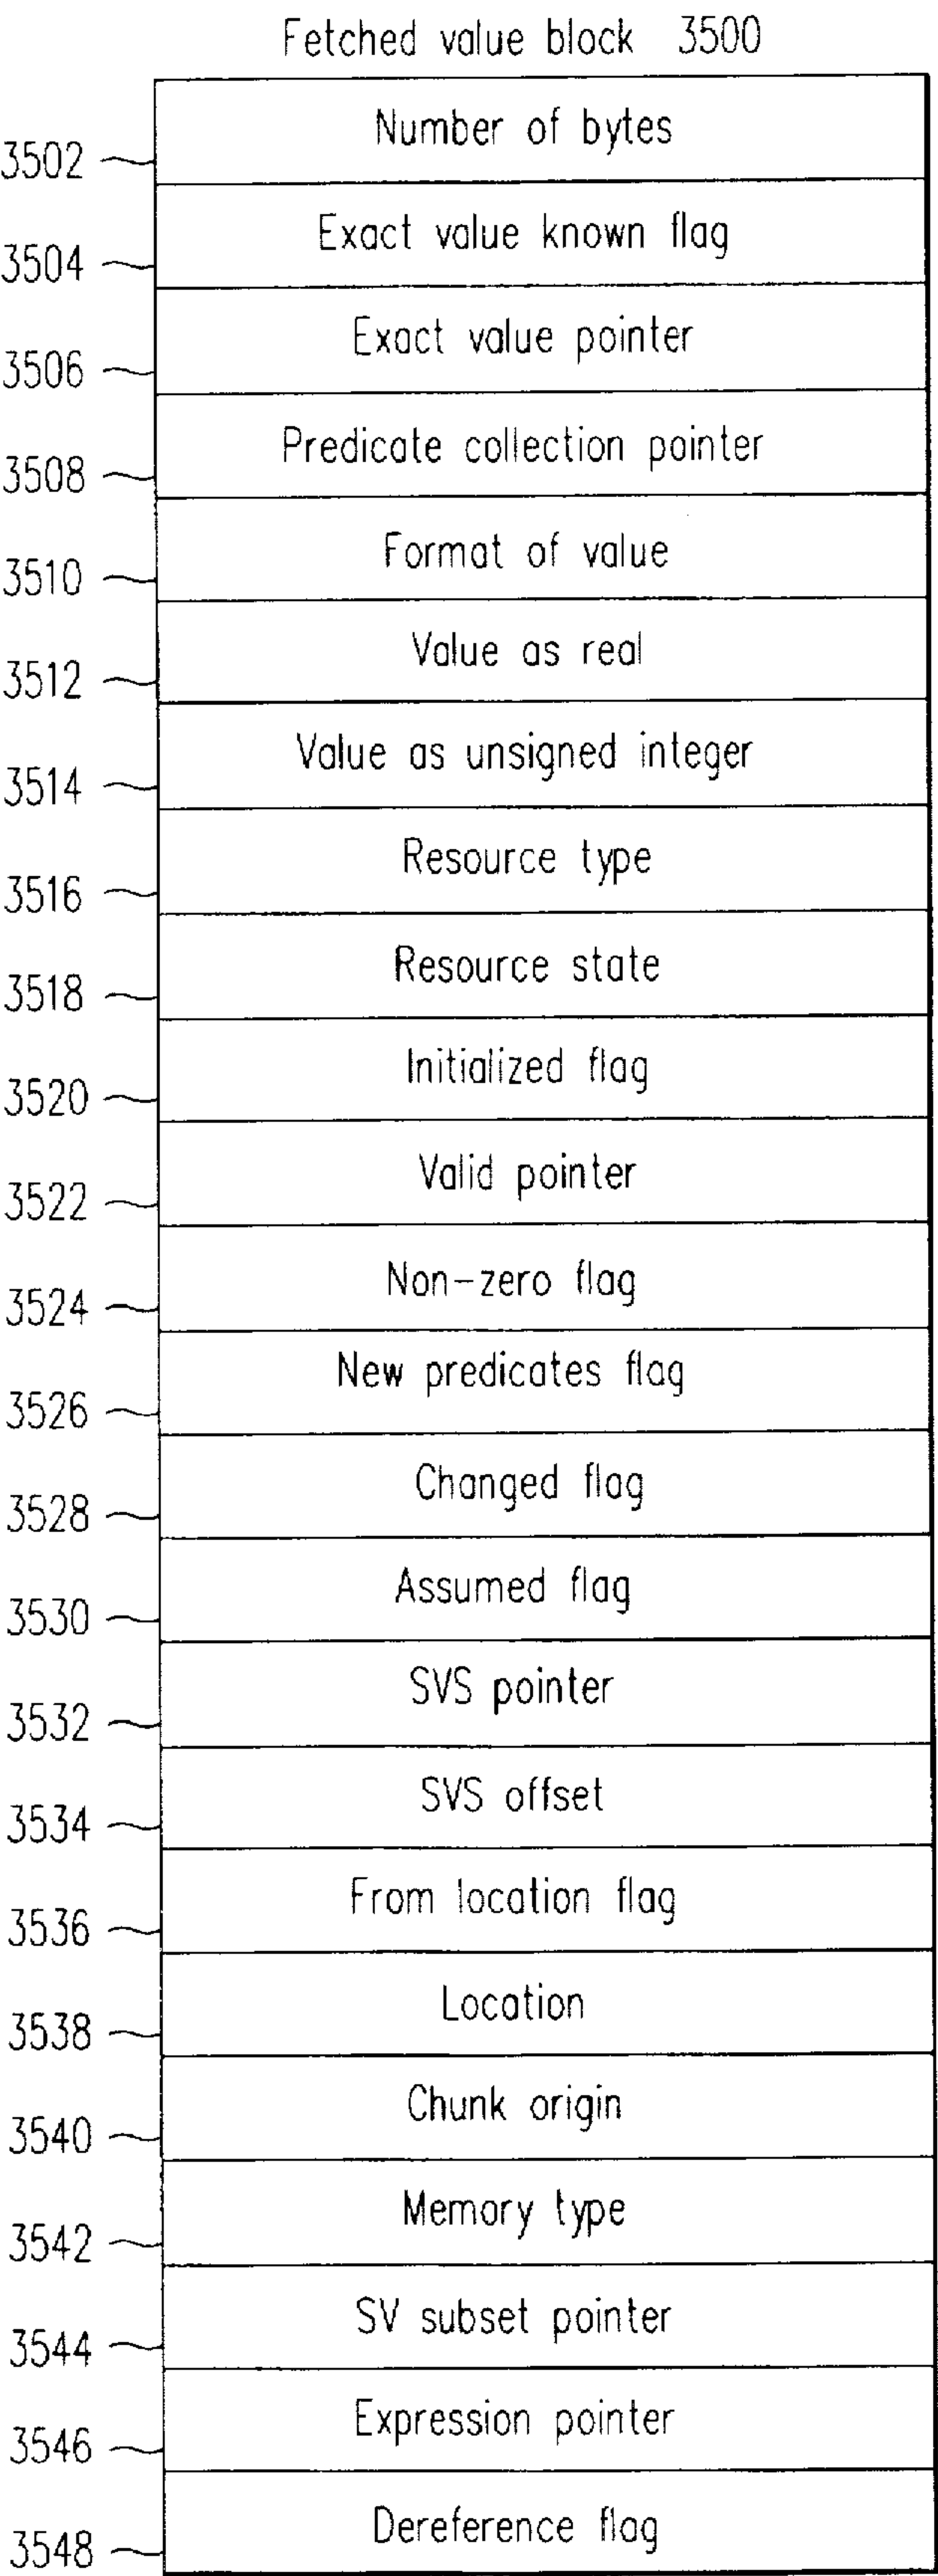 Fetched value block 3500
Number of bytes
3502
Exact value known flag
3504
Exact value pointer
3506
Predicate collection pointer
3508
Format of value
3510
Value as real
3512
Value as unsigned integer
3514
Resource type
3516
Resource state
3518
Initialized flag
3520
Valid pointer
3522
Non-zero flag
3524
New predicates flag
3526
Changed flag
3528
Assumed flag
3530
SVS pointer
3532
SVS offset
3534
From location flag
3536
Location
3538
Chunk origin
3540
Memory type
3542
SV subset pointer
3544
Expression pointer
3546
Dereference flag
3548